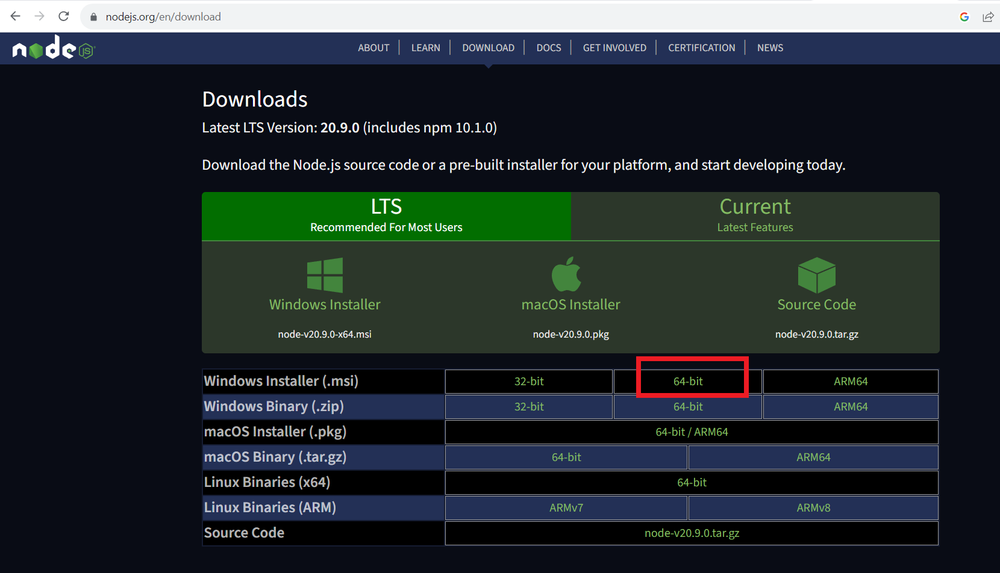 nodejs.org/en/download
node JS
ABOUT LEARN DOWNLOAD DOCS GET INVOLVED CERTIFICATION NEWS
Downloads
Latest LTS Version: 20.9.0 (includes npm 10.1.0)
Download the Node.js source code or a pre-built installer for your platform, and start developing today.
LTS
Recommended For Most Users
Current
Latest Features
Windows Installer
node-v20.9.0-x64.msi
macOS Installer
node-v20.9.0.pkg
Source Code
node-v20.9.0.tar.gz
Windows Installer (.msi) 32-bit 64-bit ARM64
Windows Binary (.zip) 32-bit 64-bit ARM64
macOS Installer (.pkg) 64-bit / ARM64
macOS Binary (.tar.gz) 64-bit ARM64
Linux Binaries (x64) 64-bit
Linux Binaries (ARM) ARMv7 ARMv8
Source Code node-v20.9.0.tar.gz